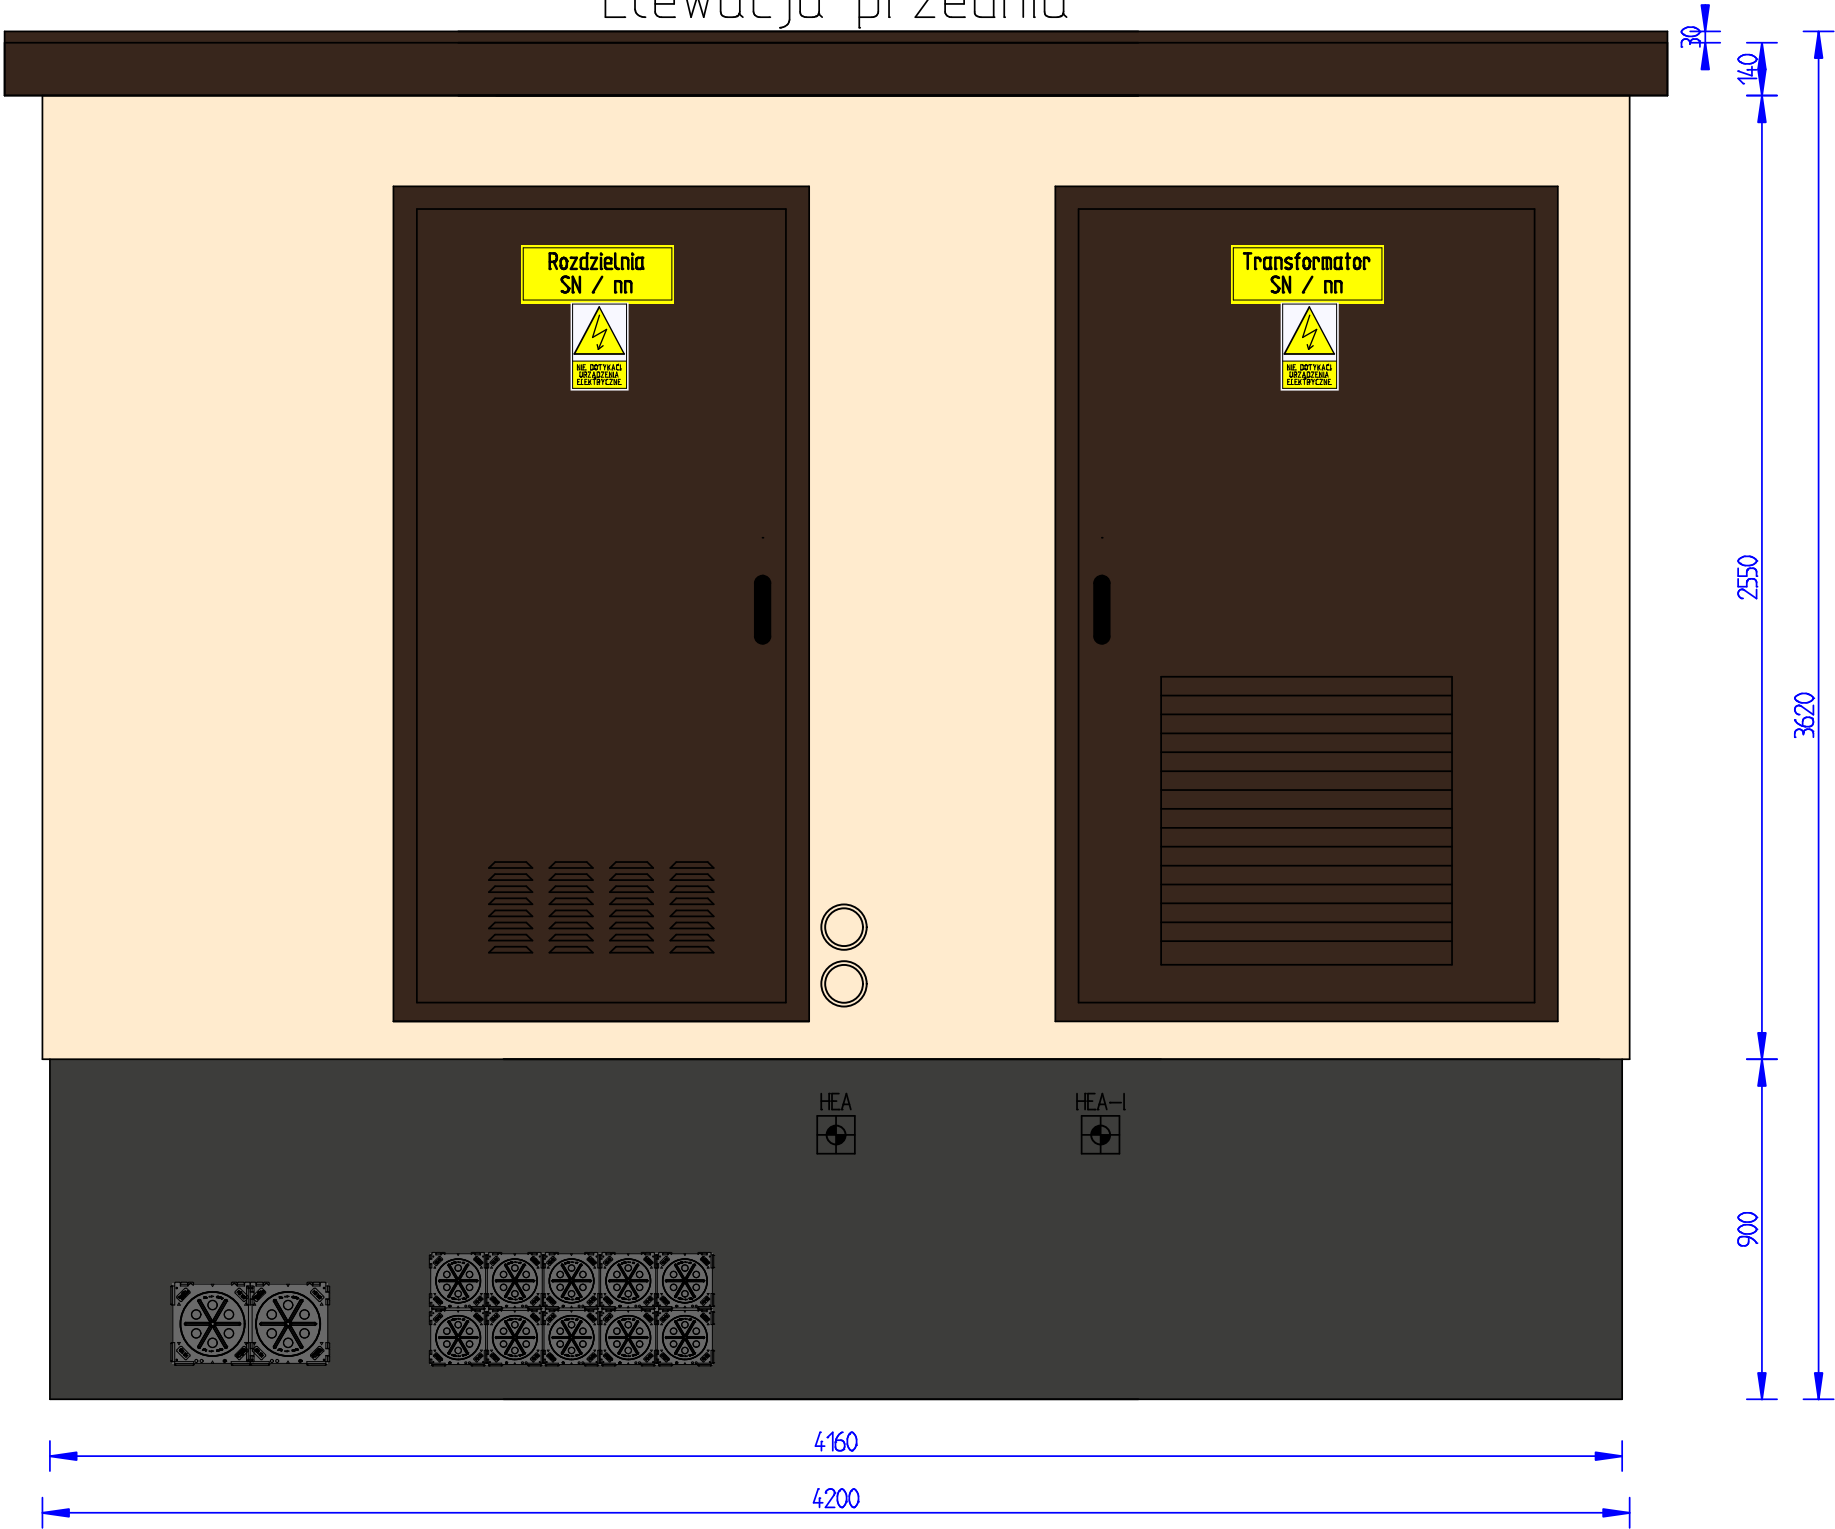 Elewacja przednia
30
140
Rozdzielnia
SN / nn
NIE DOTYKAĆ!
URZĄDZENIA
ELEKTRYCZNE
Transformator
SN / nn
NIE DOTYKAĆ!
URZĄDZENIA
ELEKTRYCZNE
2550
3620
HEA
HEA-1
900
4160
4200